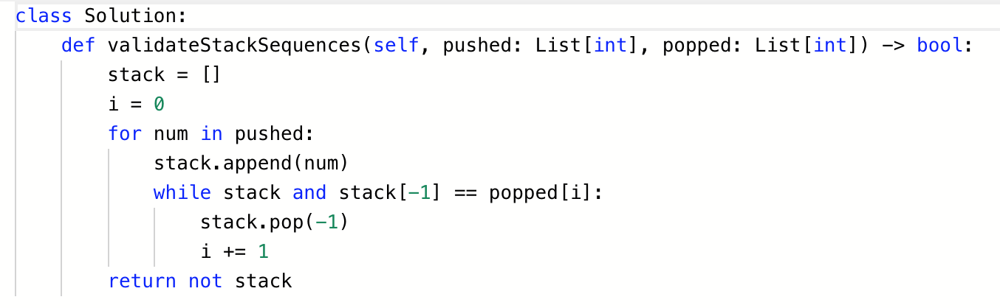 class Solution:
    def validateStackSequences(self, pushed: List[int], popped: List[int]) -> bool:
        stack = []
        i = 0
        for num in pushed:
            stack.append(num)
            while stack and stack[-1] == popped[i]:
                stack.pop(-1)
                i += 1
        return not stack